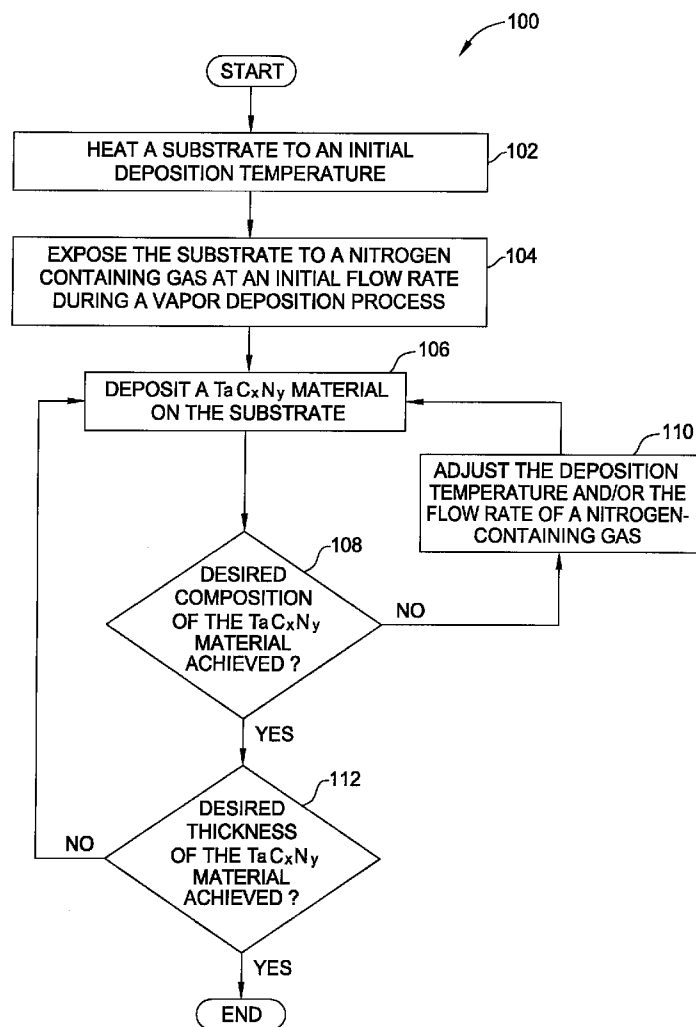 100
START
HEAT A SUBSTRATE TO AN INITIAL
DEPOSITION TEMPERATURE
102
EXPOSE THE SUBSTRATE TO A NITROGEN
CONTAINING GAS AT AN INITIAL FLOW RATE
DURING A VAPOR DEPOSITION PROCESS
104
106
DEPOSIT A TaCxNy MATERIAL
ON THE SUBSTRATE
110
ADJUST THE DEPOSITION
TEMPERATURE AND/OR THE
FLOW RATE OF A NITROGEN-
CONTAINING GAS
108
DESIRED
COMPOSITION
OF THE TaCxNy
MATERIAL
ACHIEVED ?
NO
YES
112
DESIRED
THICKNESS
OF THE TaCxNy
MATERIAL
ACHIEVED ?
NO
YES
END